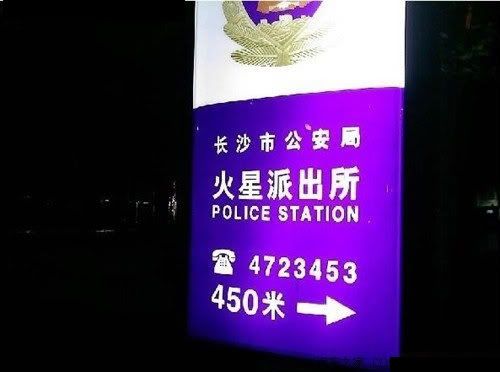 长沙市公安局
火星派出所
POLICE STATION
☎ 4723453
450米 →